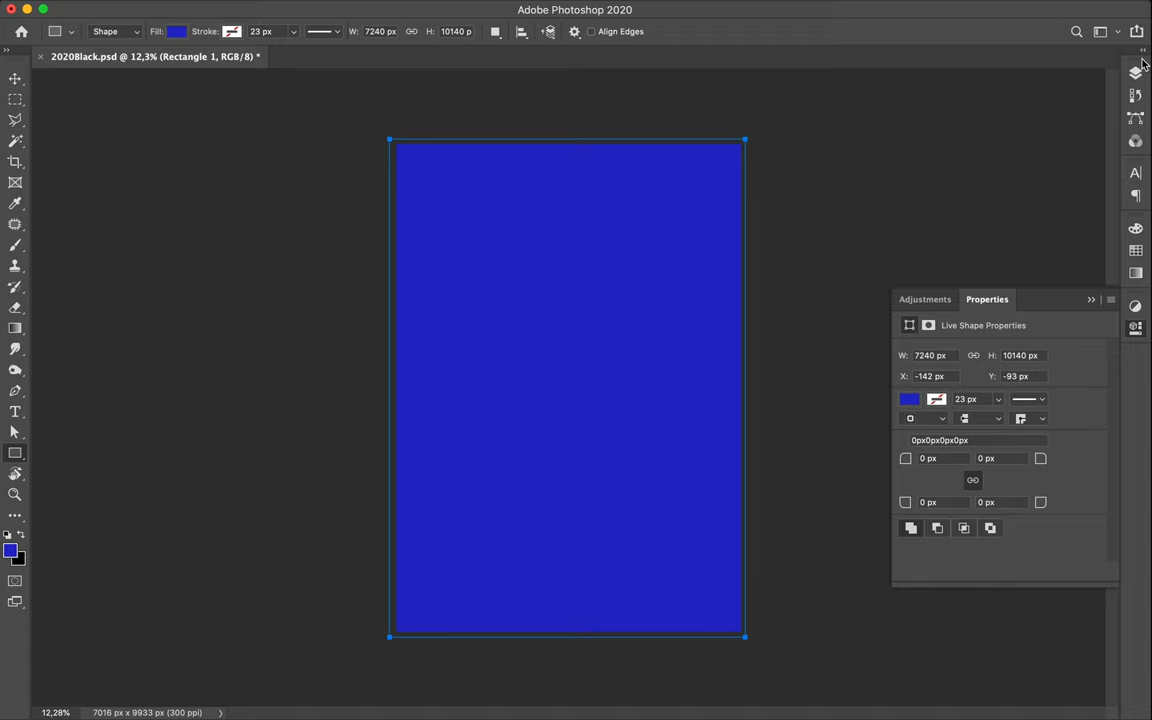 Adobe Photoshop 2020
Shape Fill: Stroke: 23 px W: 7240 px H: 10140 p Align Edges
2020Black.psd @ 12,3% (Rectangle 1, RGB/8) *
Adjustments Properties
Live Shape Properties
W: 7240 px H: 10140 px
X: -142 px Y: -93 px
23 px
0px0px0px0px
0 px 0 px
0 px 0 px
12,28% 7016 px x 9933 px (300 ppi)